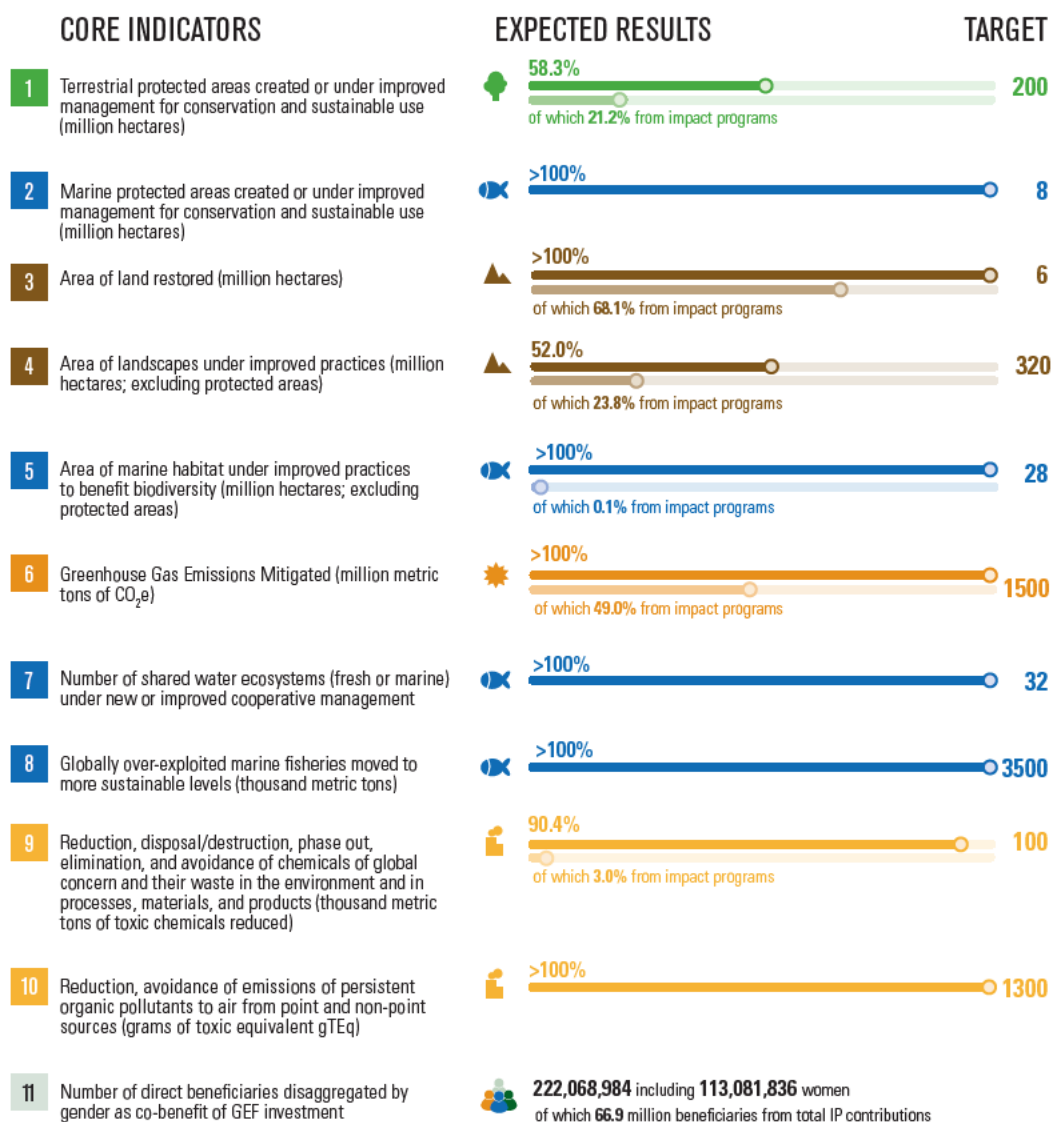 CORE INDICATORS
EXPECTED RESULTS
TARGET
1
Terrestrial protected areas created or under improved
management for conservation and sustainable use
(million hectares)
58.3%
of which 21.2% from impact programs
200
2
Marine protected areas created or under improved
management for conservation and sustainable use
(million hectares)
>100%
8
3
Area of land restored (million hectares)
>100%
of which 68.1% from impact programs
6
4
Area of landscapes under improved practices (million
hectares; excluding protected areas)
52.0%
of which 23.8% from impact programs
320
5
Area of marine habitat under improved practices
to benefit biodiversity (million hectares; excluding
protected areas)
>100%
of which 0.1% from impact programs
28
6
Greenhouse Gas Emissions Mitigated (million metric
tons of CO₂e)
>100%
of which 49.0% from impact programs
1500
7
Number of shared water ecosystems (fresh or marine)
under new or improved cooperative management
>100%
32
8
Globally over-exploited marine fisheries moved to
more sustainable levels (thousand metric tons)
>100%
3500
9
Reduction, disposal/destruction, phase out,
elimination, and avoidance of chemicals of global
concern and their waste in the environment and in
processes, materials, and products (thousand metric
tons of toxic chemicals reduced)
90.4%
of which 3.0% from impact programs
100
10
Reduction, avoidance of emissions of persistent
organic pollutants to air from point and non-point
sources (grams of toxic equivalent gTEq)
>100%
1300
11
Number of direct beneficiaries disaggregated by
gender as co-benefit of GEF investment
222,068,984 including 113,081,836 women
of which 66.9 million beneficiaries from total IP contributions